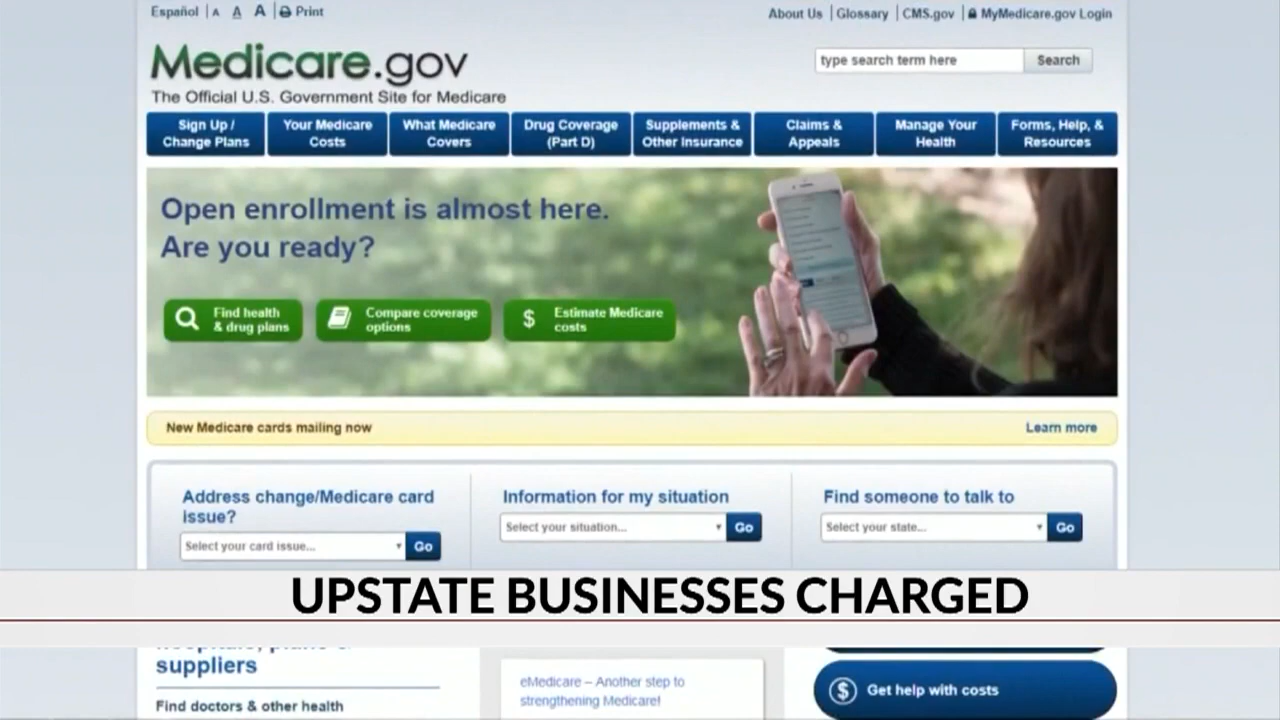 Español A A A Print
About Us Glossary CMS.gov MyMedicare.gov Login
Medicare.gov
The Official U.S. Government Site for Medicare
type search term here
Search
Sign Up /
Change Plans
Your Medicare
Costs
What Medicare
Covers
Drug Coverage
(Part D)
Supplements &
Other Insurance
Claims &
Appeals
Manage Your
Health
Forms, Help, &
Resources
Open enrollment is almost here.
Are you ready?
Find health
& drug plans
Compare coverage
options
$
Estimate Medicare
costs
New Medicare cards mailing now
Learn more
Address change/Medicare card
issue?
Select your card issue...
Go
Information for my situation
Select your situation...
Go
Find someone to talk to
Select your state...
Go
UPSTATE BUSINESSES CHARGED
suppliers
Find doctors & other health
eMedicare – Another step to
strengthening Medicare!
$ Get help with costs